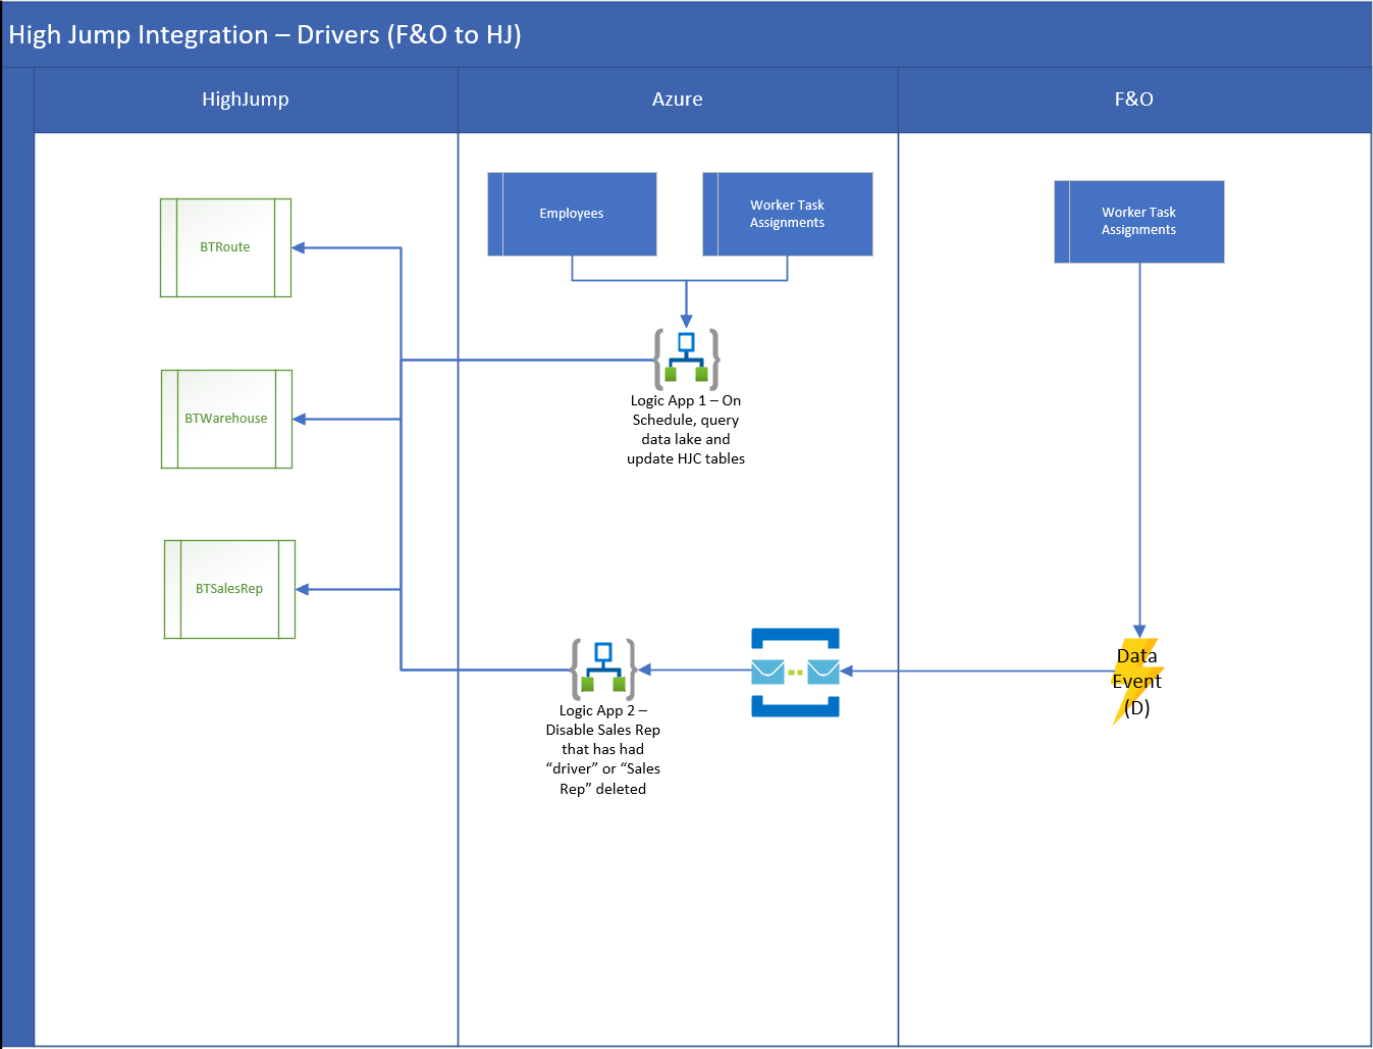 High Jump Integration – Drivers (F&O to HJ)
HighJump
Azure
F&O
BTRoute
BTWarehouse
BTSalesRep
Employees
Worker Task
Assignments
Logic App 1 – On
Schedule, query
data lake and
update HJC tables
Logic App 2 –
Disable Sales Rep
that has had
“driver” or “Sales
Rep” deleted
Worker Task
Assignments
Data
Event
(D)